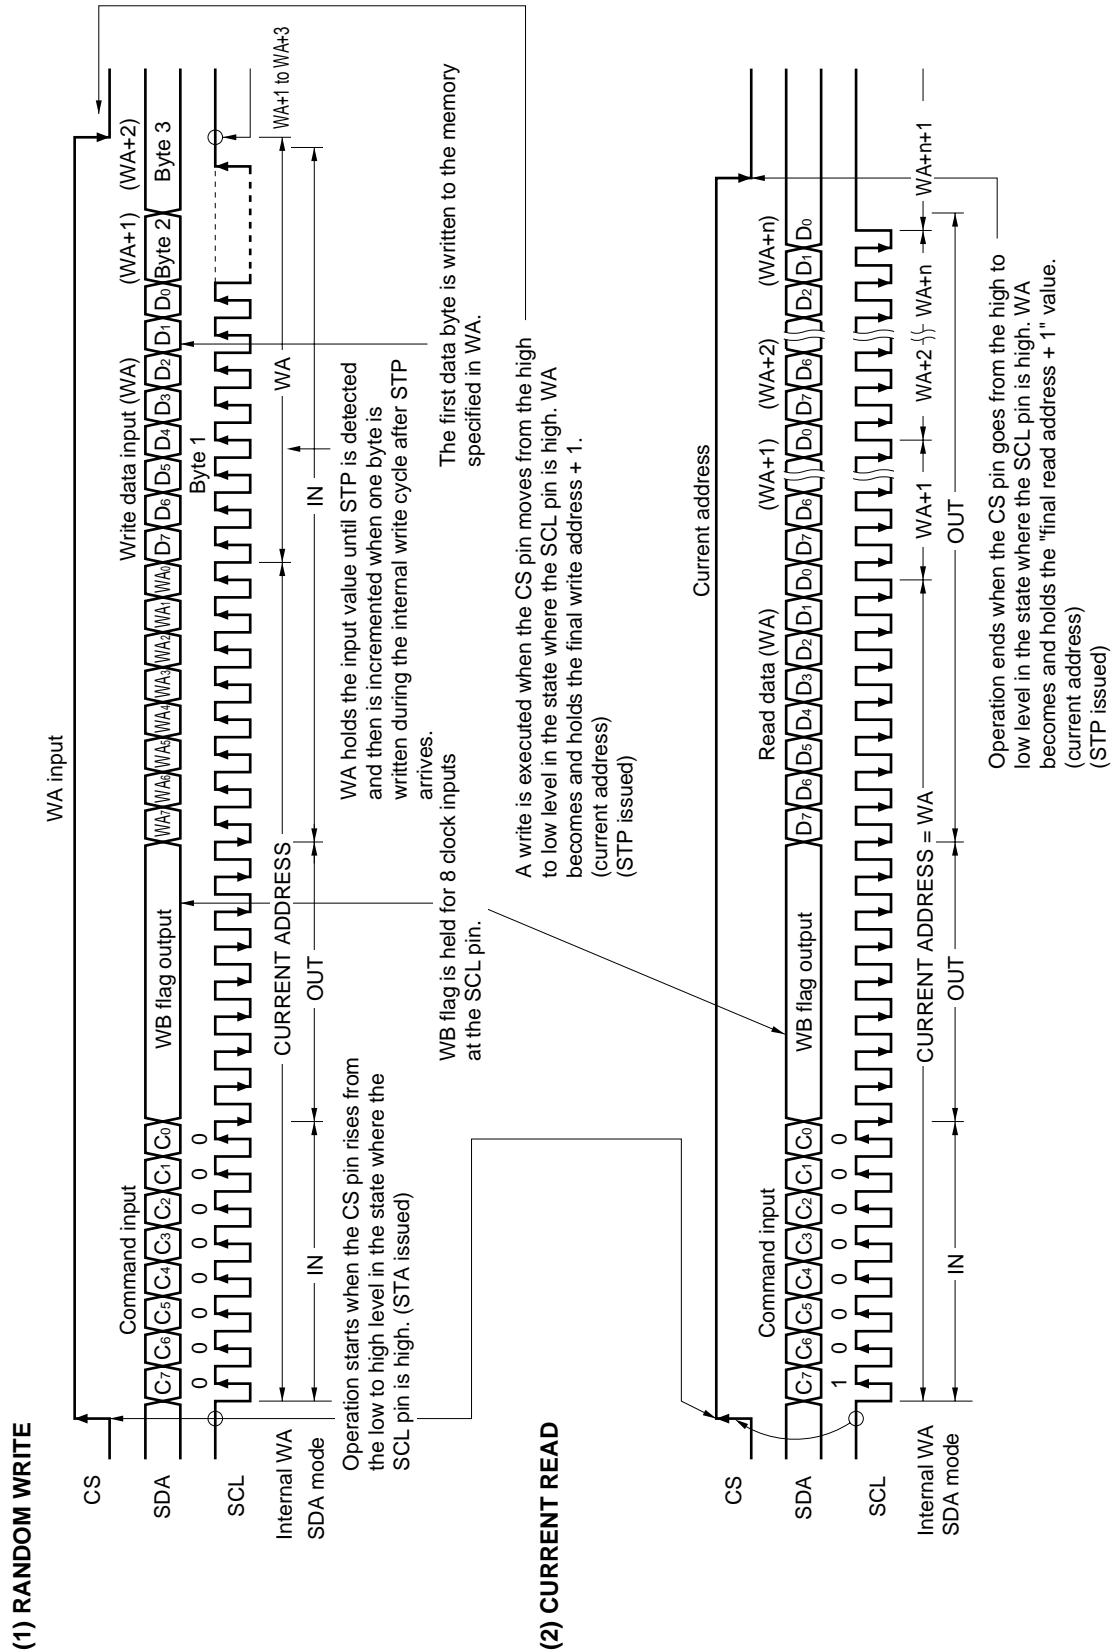 (1) RANDOM WRITE
WA input
CS
Command input
Write data input (WA)
(WA+1)
(WA+2)
SDA
C7 C6 C5 C4 C3 C2 C1 C0
WB flag output
WA7 WA6 WA5 WA4 WA3 WA2 WA1 WA0
D7 D6 D5 D4 D3 D2 D1 D0
Byte 2
Byte 3
0 0 0 0 0 0 0 0
Byte 1
SCL
Internal WA
CURRENT ADDRESS
WA
WA+1 to WA+3
SDA mode
IN
OUT
IN
Operation starts when the CS pin rises from
the low to high level in the state where the
SCL pin is high. (STA issued)
WB flag is held for 8 clock inputs
at the SCL pin.
WA holds the input value until STP is detected
and then is incremented when one byte is
written during the internal write cycle after STP
arrives.
The first data byte is written to the memory
specified in WA.
A write is executed when the CS pin moves from the high
to low level in the state where the SCL pin is high. WA
becomes and holds the final write address + 1.
(current address)
(STP issued)
(2) CURRENT READ
Current address
CS
Command input
Read data (WA)
(WA+1)
(WA+2)
(WA+n)
SDA
C7 C6 C5 C4 C3 C2 C1 C0
WB flag output
D7 D6 D5 D4 D3 D2 D1 D0
D7 D6 D0
D7 D6 D2 D1 D0
1 0 0 0 0 0 0 0
SCL
Internal WA
CURRENT ADDRESS = WA
WA+1
WA+2
WA+n
WA+n+1
SDA mode
IN
OUT
OUT
Operation ends when the CS pin goes from the high to
low level in the state where the SCL pin is high. WA
becomes and holds the "final read address + 1" value.
(current address)
(STP issued)